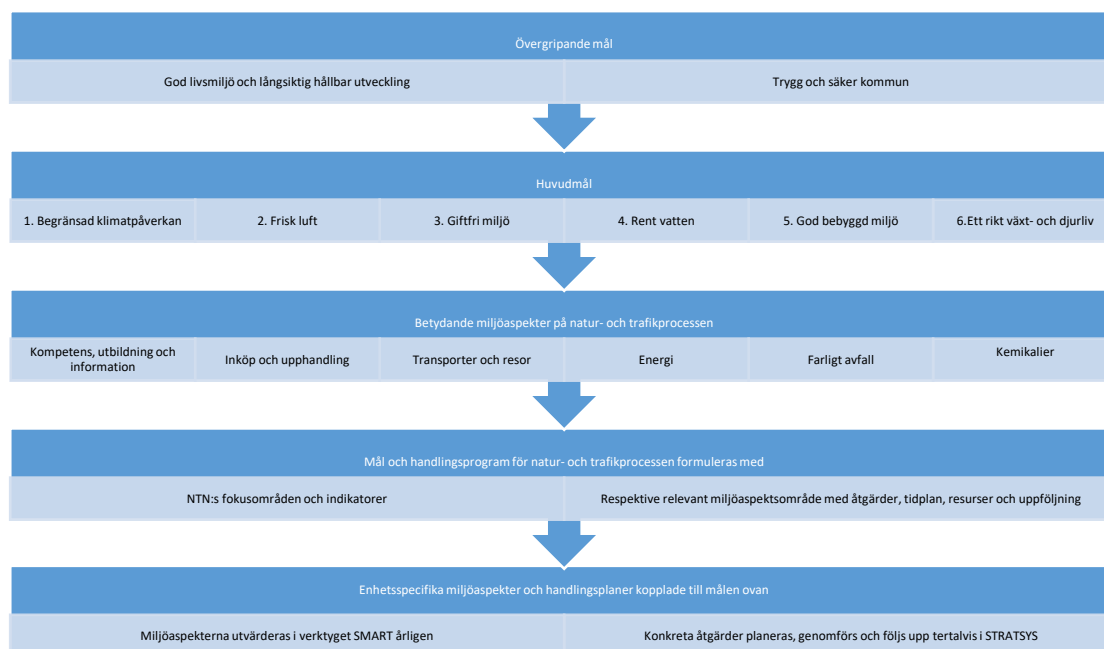 Övergripande mål
God livsmiljö och långsiktig hållbar utveckling
Trygg och säker kommun
Huvudmål
1. Begränsad klimatpåverkan
2. Frisk luft
3. Giftfri miljö
4. Rent vatten
5. God bebyggd miljö
6.Ett rikt växt- och djurliv
Betydande miljöaspekter på natur- och trafikprocessen
Kompetens, utbildning och
information
Inköp och upphandling
Transporter och resor
Energi
Farligt avfall
Kemikalier
Mål och handlingsprogram för natur- och trafikprocessen formuleras med
NTN:s fokusområden och indikatorer
Respektive relevant miljöaspektsområde med åtgärder, tidplan, resurser och uppföljning
Enhetsspecifika miljöaspekter och handlingsplaner kopplade till målen ovan
Miljöaspekterna utvärderas i verktyget SMART årligen
Konkreta åtgärder planeras, genomförs och följs upp tertalvis i STRATSYS